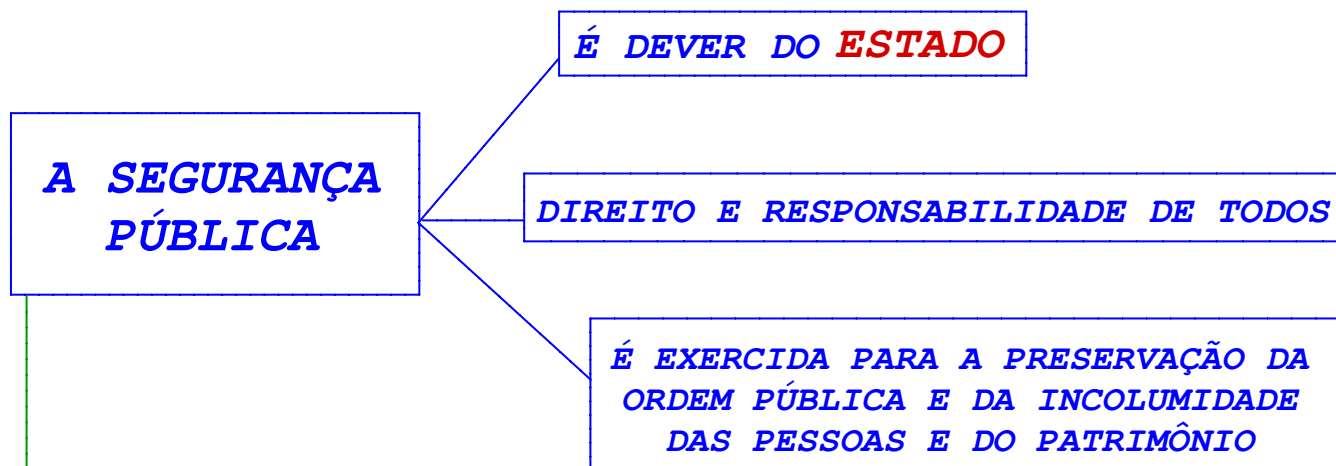 É DEVER DO ESTADO
A SEGURANÇA
PÚBLICA
DIREITO E RESPONSABILIDADE DE TODOS
É EXERCIDA PARA A PRESERVAÇÃO DA
ORDEM PÚBLICA E DA INCOLUMIDADE
DAS PESSOAS E DO PATRIMÔNIO